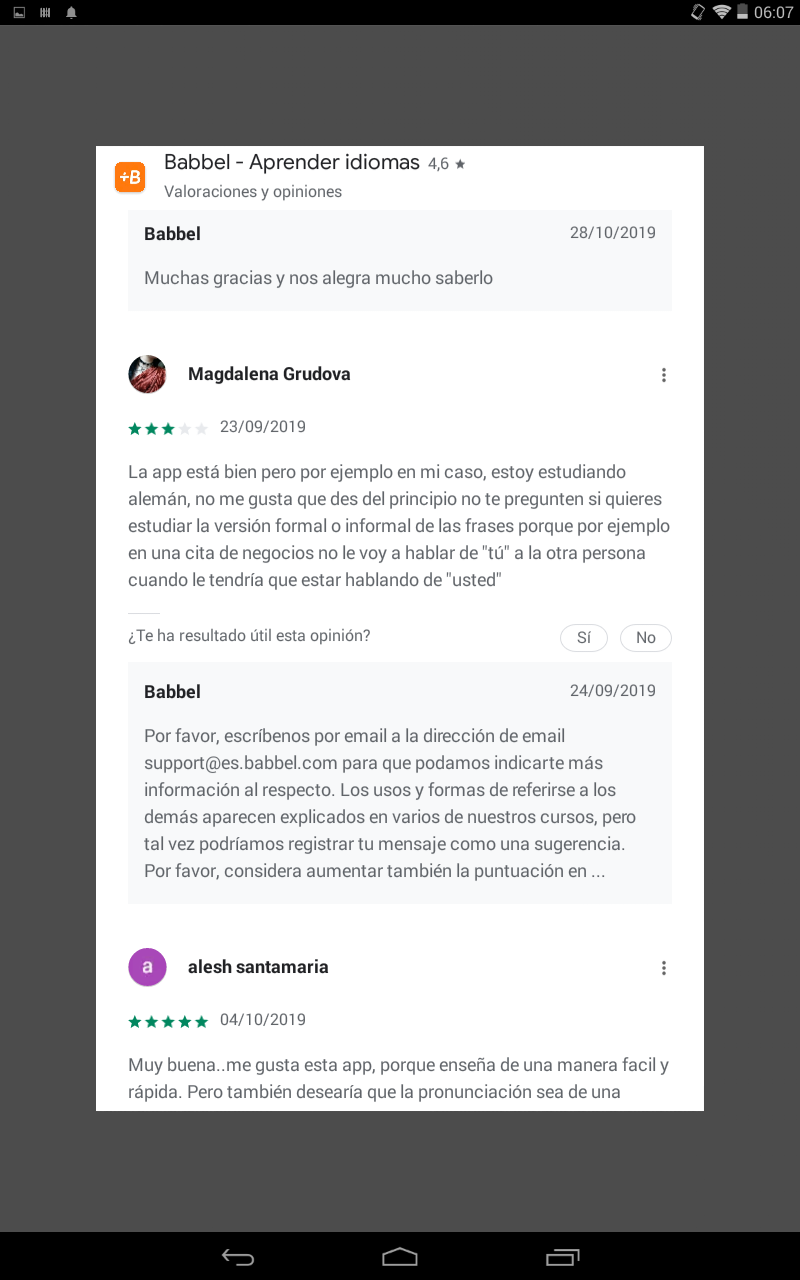 06:07
+B
Babbel - Aprender idiomas 4,6 ★
Valoraciones y opiniones
Babbel 28/10/2019
Muchas gracias y nos alegra mucho saberlo
Magdalena Grudova
23/09/2019
La app está bien pero por ejemplo en mi caso, estoy estudiando
alemán, no me gusta que des del principio no te pregunten si quieres
estudiar la versión formal o informal de las frases porque por ejemplo
en una cita de negocios no le voy a hablar de "tú" a la otra persona
cuando le tendría que estar hablando de "usted"
¿Te ha resultado útil esta opinión? Sí No
Babbel 24/09/2019
Por favor, escríbenos por email a la dirección de email
support@es.babbel.com para que podamos indicarte más
información al respecto. Los usos y formas de referirse a los
demás aparecen explicados en varios de nuestros cursos, pero
tal vez podríamos registrar tu mensaje como una sugerencia.
Por favor, considera aumentar también la puntuación en ...
a
alesh santamaria
04/10/2019
Muy buena..me gusta esta app, porque enseña de una manera facil y
rápida. Pero también desearía que la pronunciación sea de una